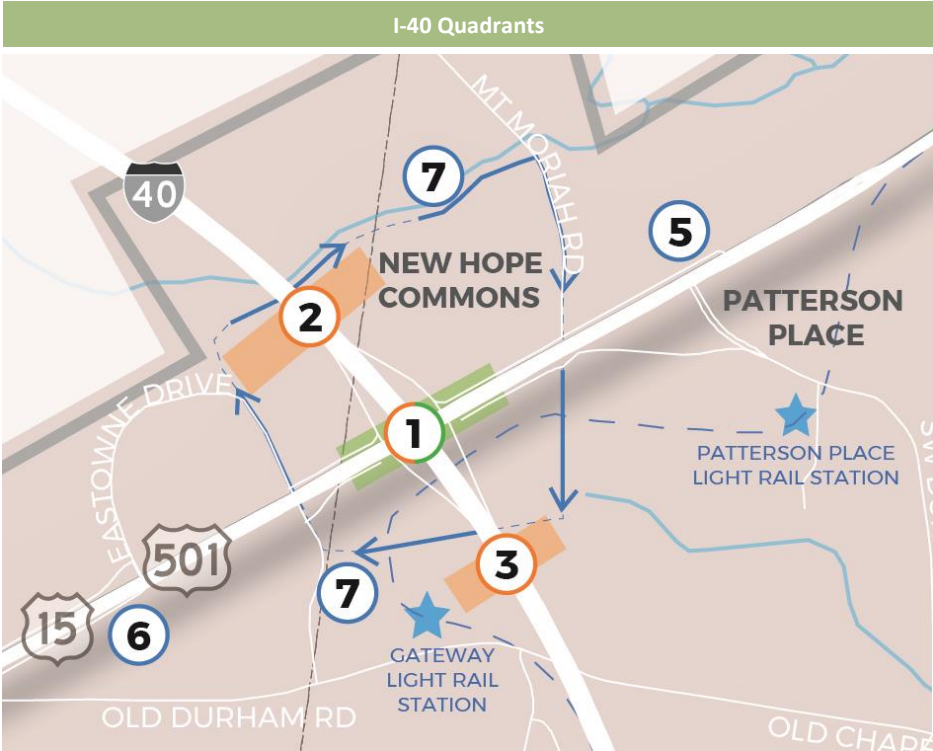 I-40 Quadrants
MT MORIAH RD
7
40
5
NEW HOPE
COMMONS
2
PATTERSON
PLACE
EASTOWNE DRIVE
1
PATTERSON PLACE
LIGHT RAIL STATION
501
3
7
15
6
GATEWAY
LIGHT RAIL
STATION
OLD DURHAM RD
OLD CHAPE
SW